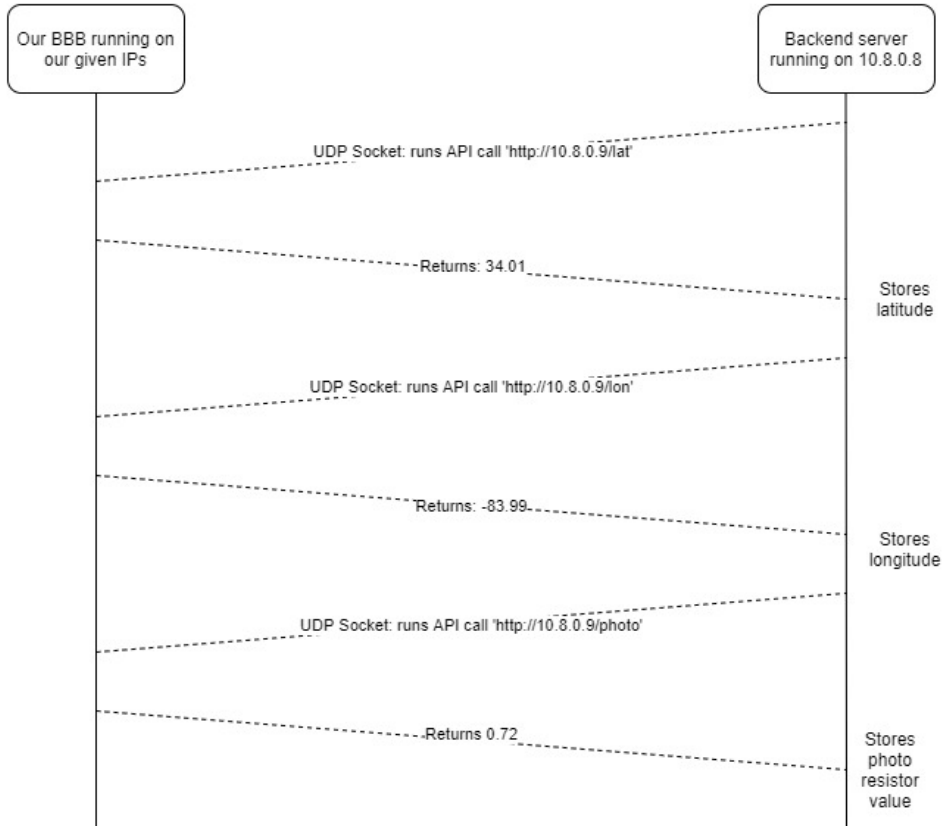 Our BBB running on
our given IPs
Backend server
running on 10.8.0.8
UDP Socket: runs API call 'http://10.8.0.9/lat'
Returns: 34.01
Stores
latitude
UDP Socket: runs API call 'http://10.8.0.9/lon'
Returns: -83.99
Stores
longitude
UDP Socket: runs API call 'http://10.8.0.9/photo'
Returns 0.72
Stores
photo
resistor
value